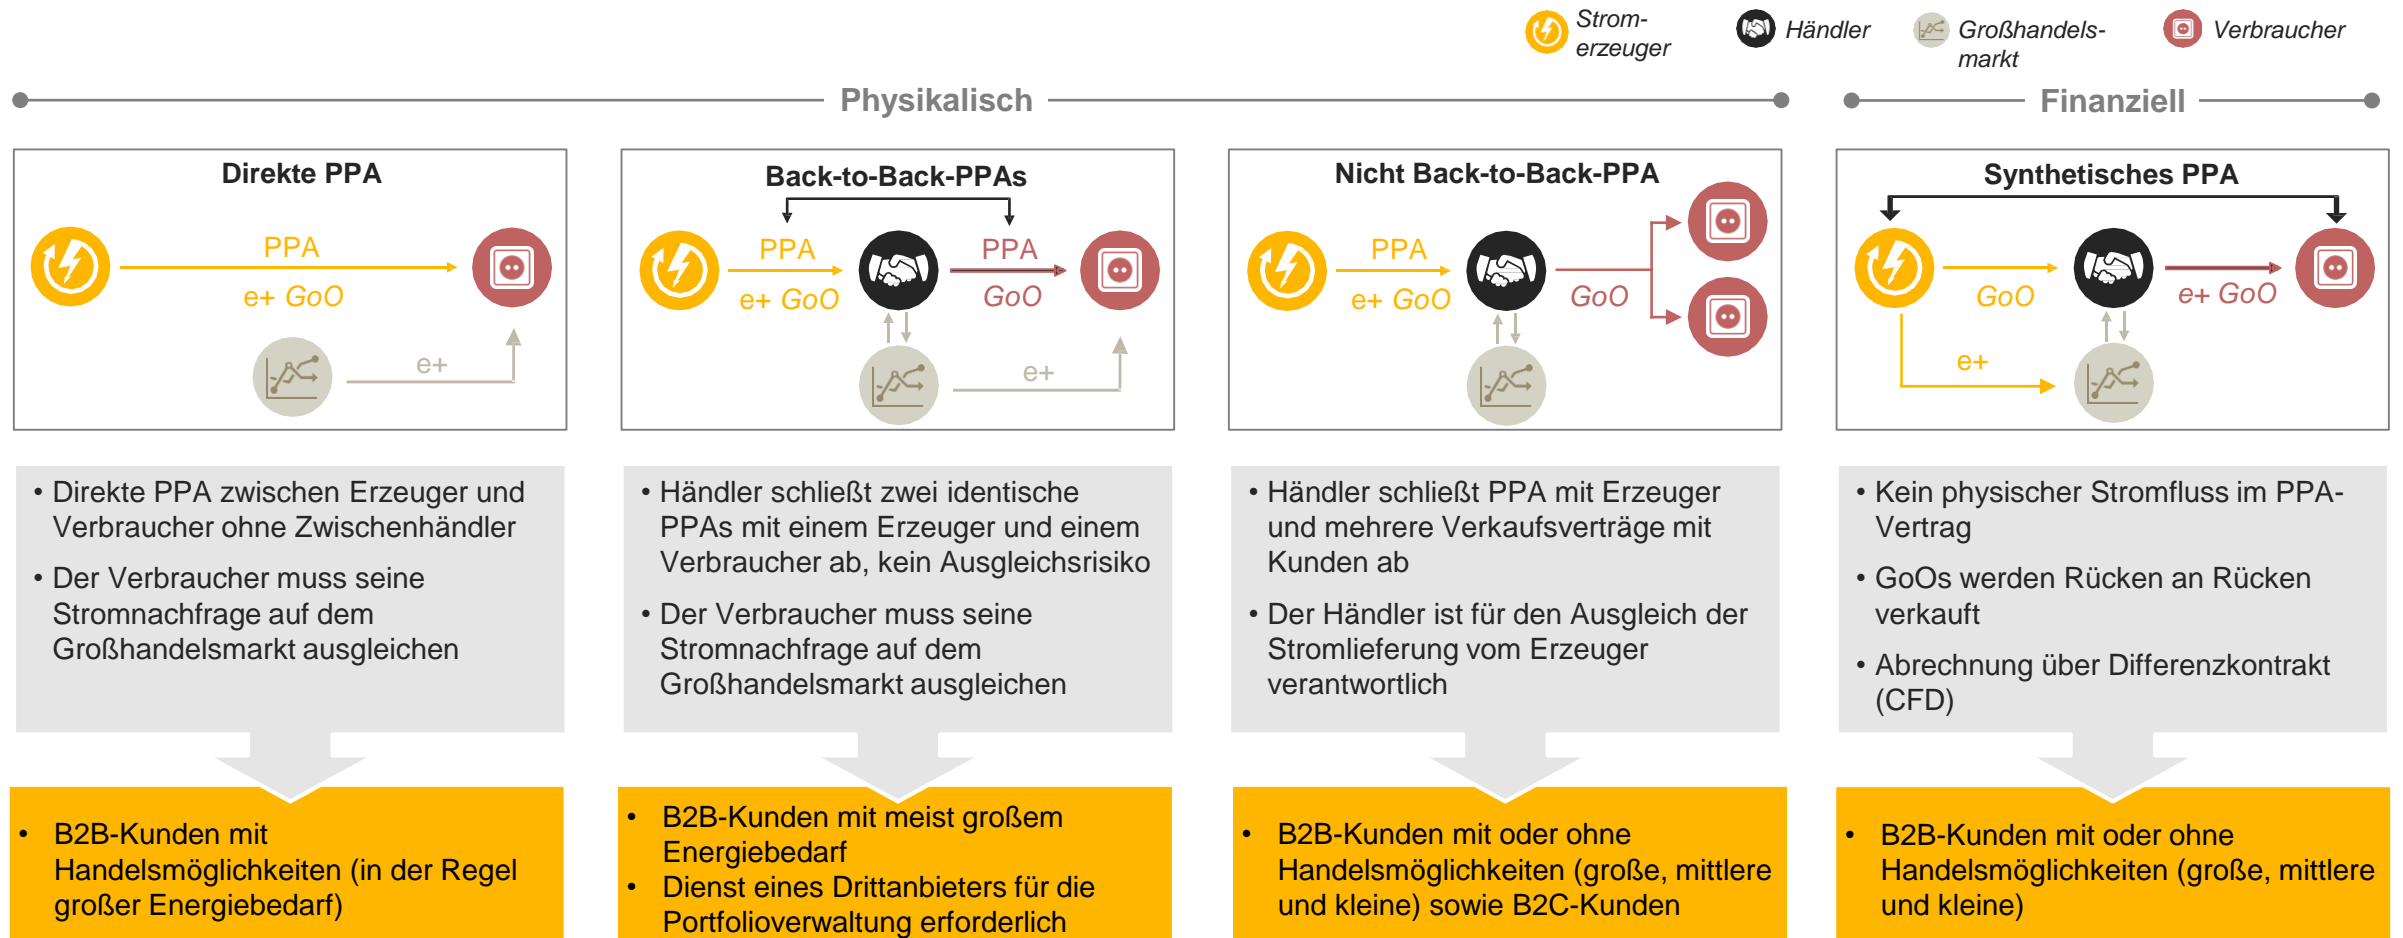 Strom-
erzeuger
Händler
Großhandels-
markt
Verbraucher
Physikalisch
Finanziell
Direkte PPA
PPA
e+ GoO
e+
Back-to-Back-PPAs
PPA
PPA
e+ GoO
GoO
e+
Nicht Back-to-Back-PPA
PPA
e+ GoO
GoO
Synthetisches PPA
GoO
e+ GoO
e+
• Direkte PPA zwischen Erzeuger und
Verbraucher ohne Zwischenhändler
• Der Verbraucher muss seine
Stromnachfrage auf dem
Großhandelsmarkt ausgleichen
• Händler schließt zwei identische
PPAs mit einem Erzeuger und einem
Verbraucher ab, kein Ausgleichsrisiko
• Der Verbraucher muss seine
Stromnachfrage auf dem
Großhandelsmarkt ausgleichen
• Händler schließt PPA mit Erzeuger
und mehrere Verkaufsverträge mit
Kunden ab
• Der Händler ist für den Ausgleich der
Stromlieferung vom Erzeuger
verantwortlich
• Kein physischer Stromfluss im PPA-
Vertrag
• GoOs werden Rücken an Rücken
verkauft
• Abrechnung über Differenzkontrakt
(CFD)
• B2B-Kunden mit
Handelsmöglichkeiten (in der Regel
großer Energiebedarf)
• B2B-Kunden mit meist großem
Energiebedarf
• Dienst eines Drittanbieters für die
Portfolioverwaltung erforderlich
• B2B-Kunden mit oder ohne
Handelsmöglichkeiten (große, mittlere
und kleine) sowie B2C-Kunden
• B2B-Kunden mit oder ohne
Handelsmöglichkeiten (große, mittlere
und kleine)